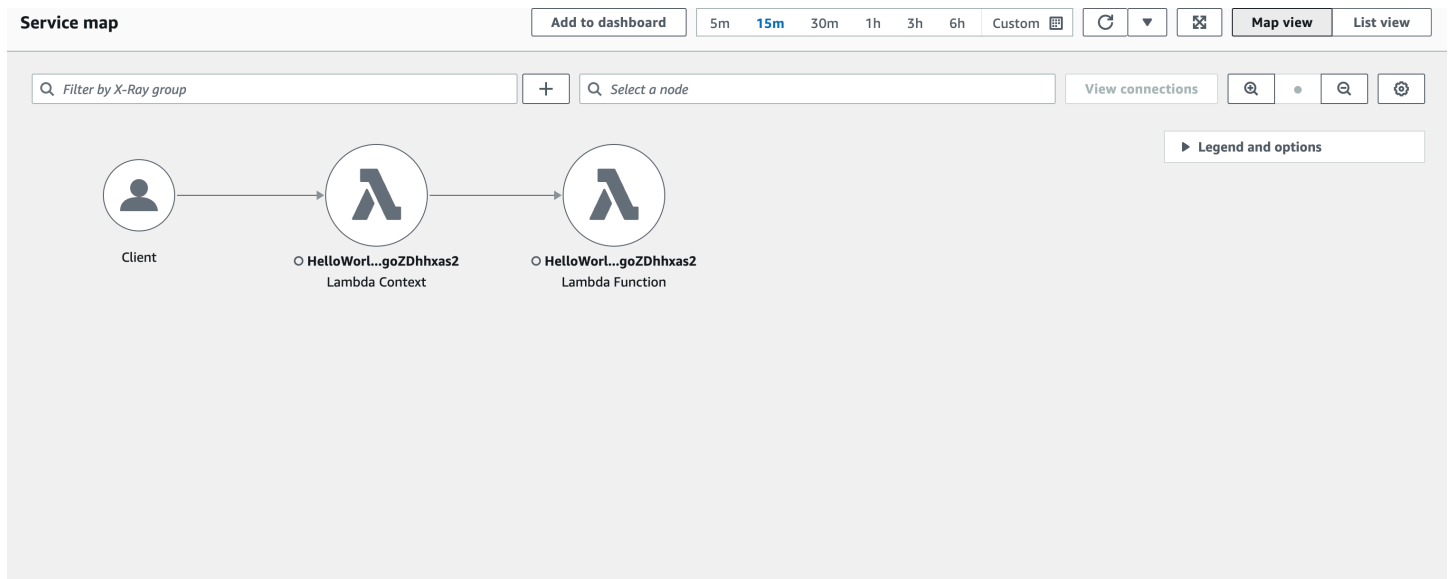 Service map
Add to dashboard
5m 15m 30m 1h 3h 6h Custom
Map view
List view
Filter by X-Ray group
Select a node
View connections
Legend and options
Client
HelloWorl...goZDhhxas2
Lambda Context
HelloWorl...goZDhhxas2
Lambda Function